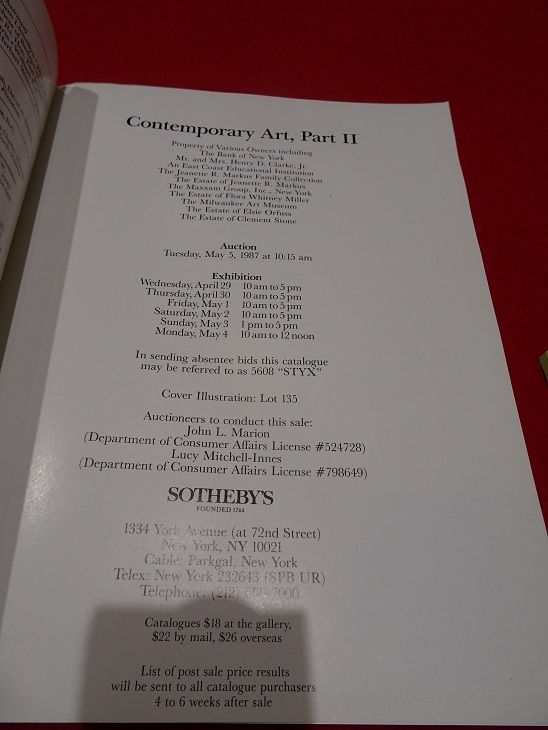 Contemporary Art, Part II
Property of Various Owners including
The Bank of New York
Mr. and Mrs. Henry D. Clarke, Jr.
An East Coast Educational Institution
The Jeanette R. Markus Family Collection
The Estate of Jeanette R. Markus
The Maxxam Group, Inc., New York
The Estate of Flora Whitney Miller
The Milwaukee Art Museum
The Estate of Elsie Orfuss
The Estate of Clement Stone
Auction
Tuesday, May 5, 1987 at 10:15 am
Exhibition
Wednesday, April 29 10 am to 5 pm
Thursday, April 30 10 am to 5 pm
Friday, May 1 10 am to 5 pm
Saturday, May 2 10 am to 5 pm
Sunday, May 3 1 pm to 5 pm
Monday, May 4 10 am to 12 noon
In sending absentee bids this catalogue
may be referred to as 5608 "STYX"
Cover Illustration: Lot 135
Auctioneers to conduct this sale:
John L. Marion
(Department of Consumer Affairs License #524728)
Lucy Mitchell-Innes
(Department of Consumer Affairs License #798649)
SOTHEBY'S
FOUNDED 1744
1334 York Avenue (at 72nd Street)
New York, NY 10021
Cable: Parkgal, New York
Telex: New York 232643 (SPB UR)
Telephone: (212)
Catalogues $18 at the gallery,
$22 by mail, $26 overseas
List of post sale price results
will be sent to all catalogue purchasers
4 to 6 weeks after sale